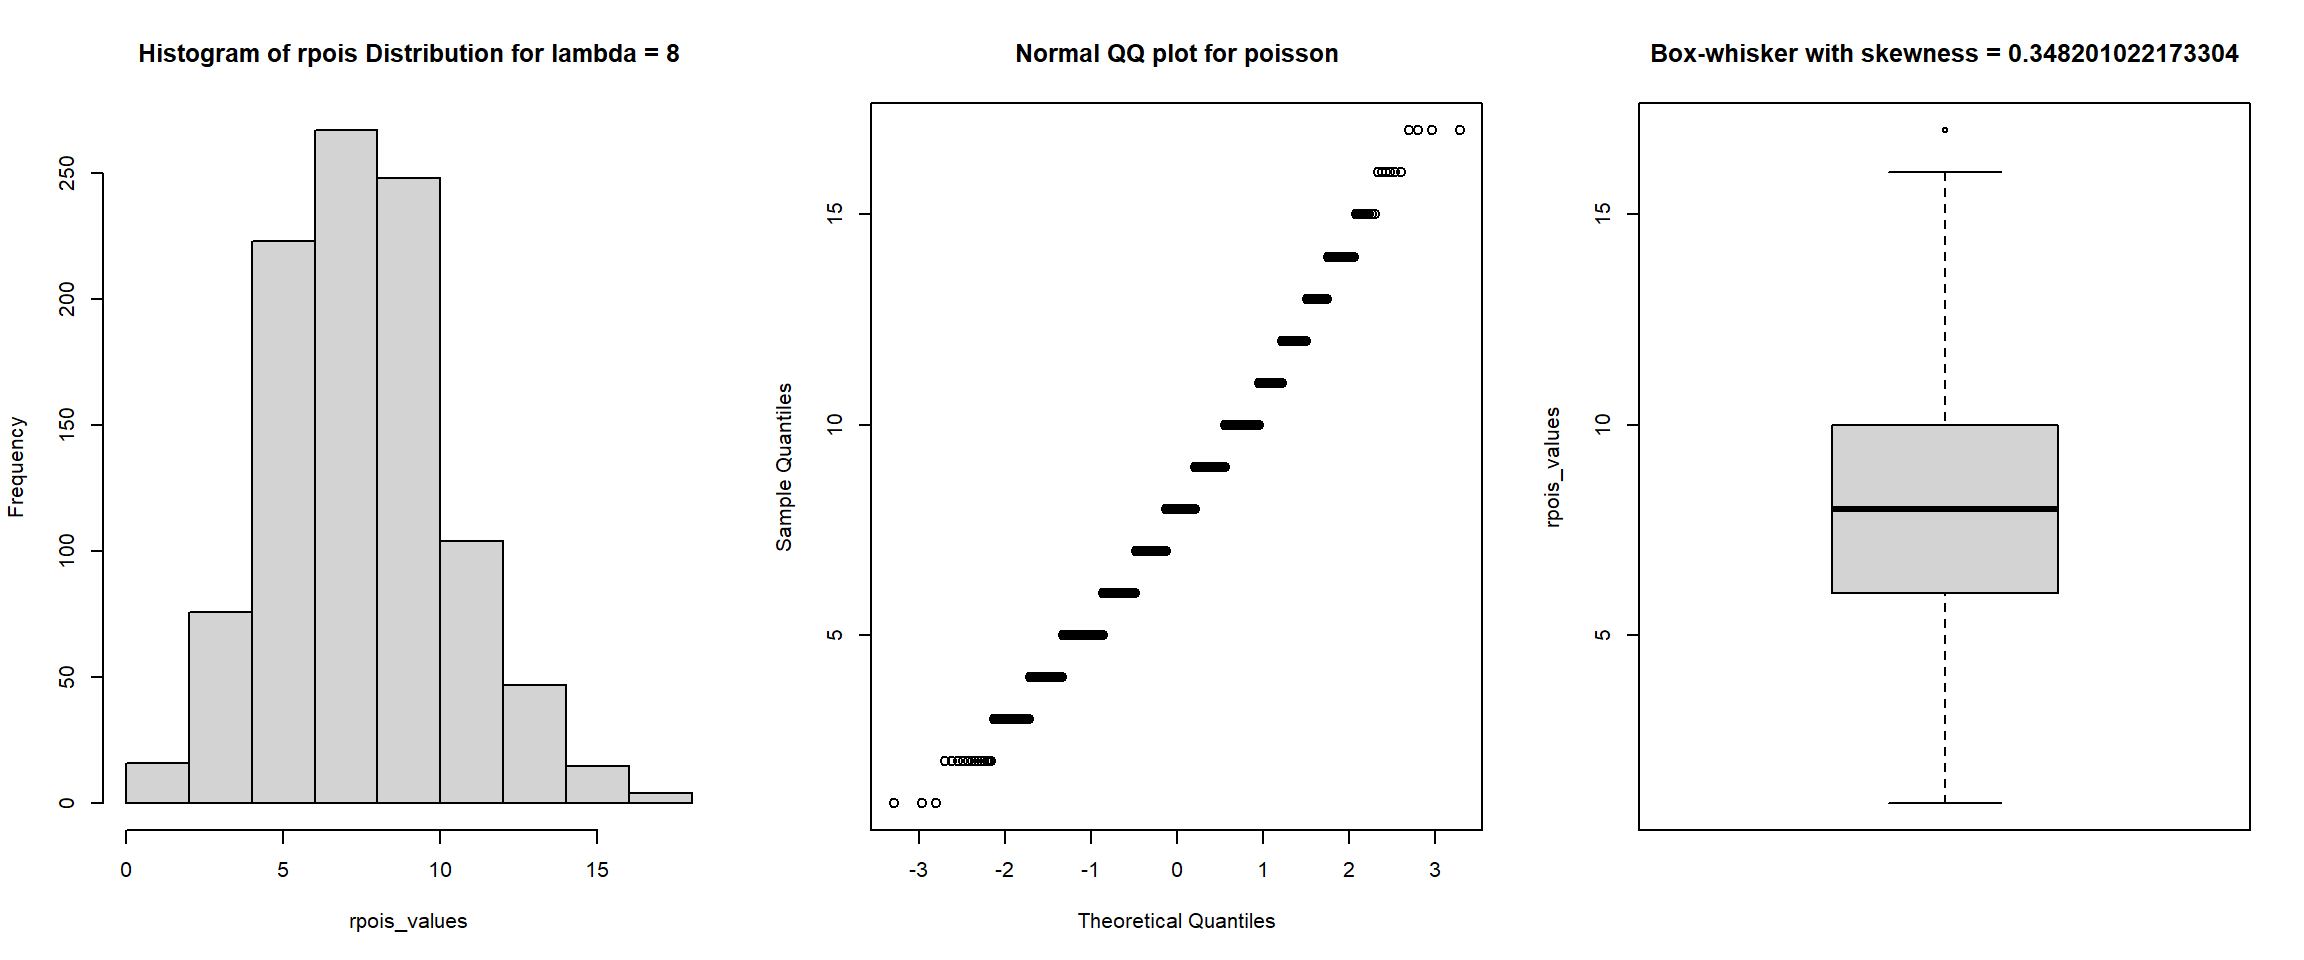 Histogram of rpois Distribution for lambda = 8
Frequency
250
200
150
100
50
0
0 5 10 15
rpois_values
Normal QQ plot for poisson
Sample Quantiles
15
10
5
-3 -2 -1 0 1 2 3
Theoretical Quantiles
Box-whisker with skewness = 0.348201022173304
rpois_values
15
10
5